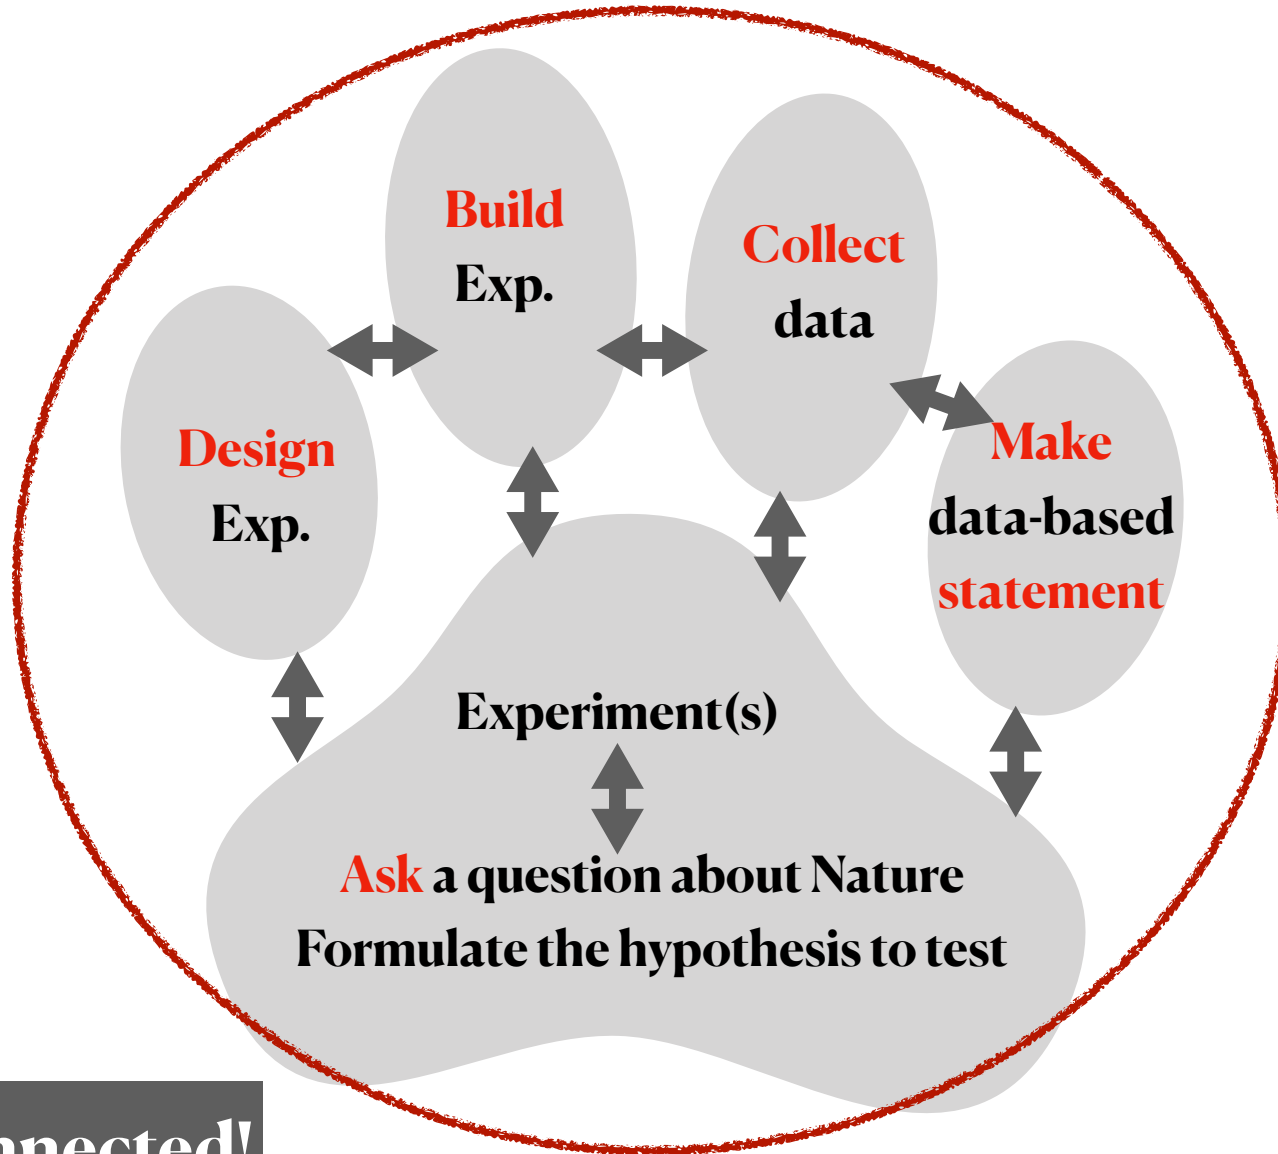 Build
Exp.
Collect
data
Design
Exp.
Make
data-based
statement
Experiment(s)
Ask a question about Nature
Formulate the hypothesis to test